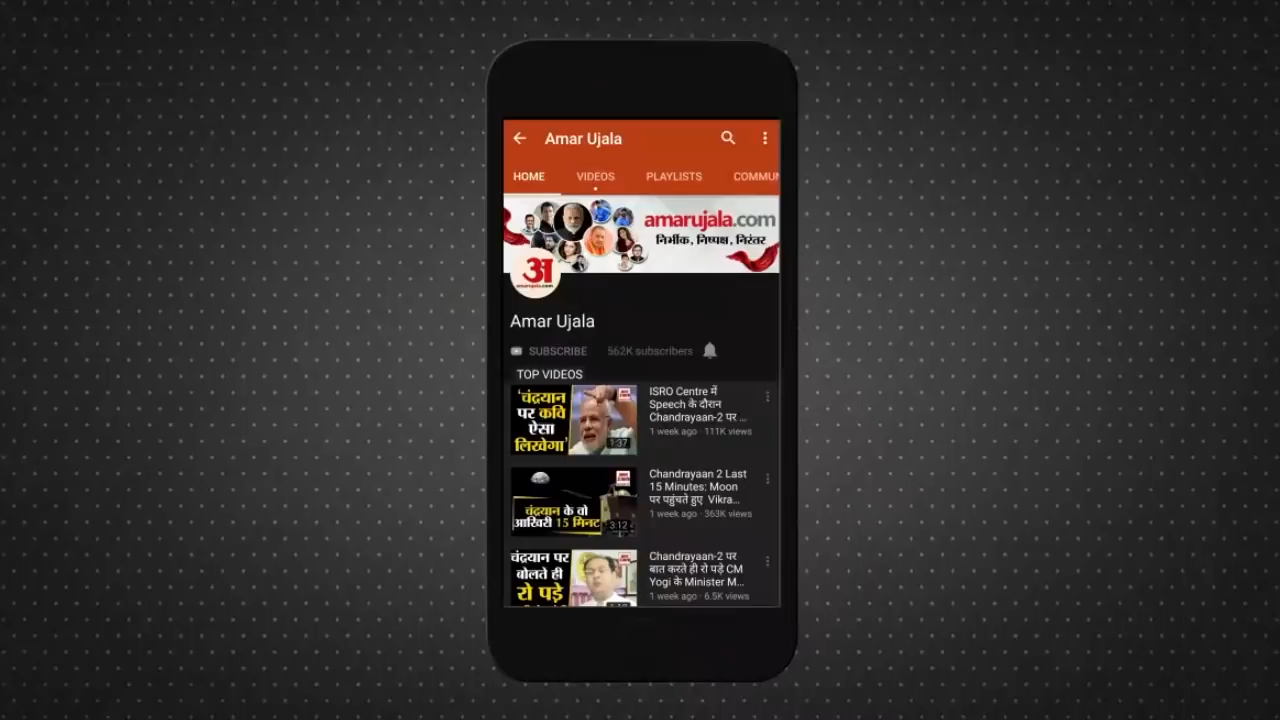 Amar Ujala
HOME VIDEOS PLAYLISTS COMMUN
amarujala.com
निर्भीक, निष्पक्ष, निरंतर
अ
amarujala.com
Amar Ujala
SUBSCRIBE 562K subscribers
TOP VIDEOS
'चंद्रयान
पर कवि
ऐसा
लिखेगा'
1:37
ISRO Centre में
Speech के दौरान
Chandrayaan-2 पर ...
1 week ago · 111K views
चंद्रयान के वो
आखिरी 15 मिनट
3:12
Chandrayaan 2 Last
15 Minutes: Moon
पर पहुंचते हुए Vikra...
1 week ago · 363K views
चंद्रयान पर
बोलते ही
रो पड़े
Chandrayaan-2 पर
बात करते ही रो पड़े CM
Yogi के Minister M...
1 week ago · 6.5K views